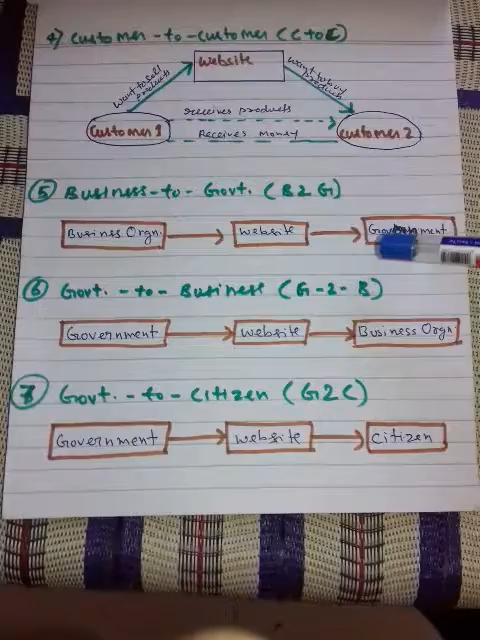 4) Customer-to-customer (C to C)
Website
Want to sell products
Want to buy products
receives products
Customer 1
Receives Money
Customer 2
⑤ Business-to-Govt. (B2G)
Business Orgn.
Website
Government
⑥ Govt.-to-Business (G-2-B)
Government
Website
Business Orgn
⑦ Govt.-to-Citizen (G2C)
Government
Website
Citizen